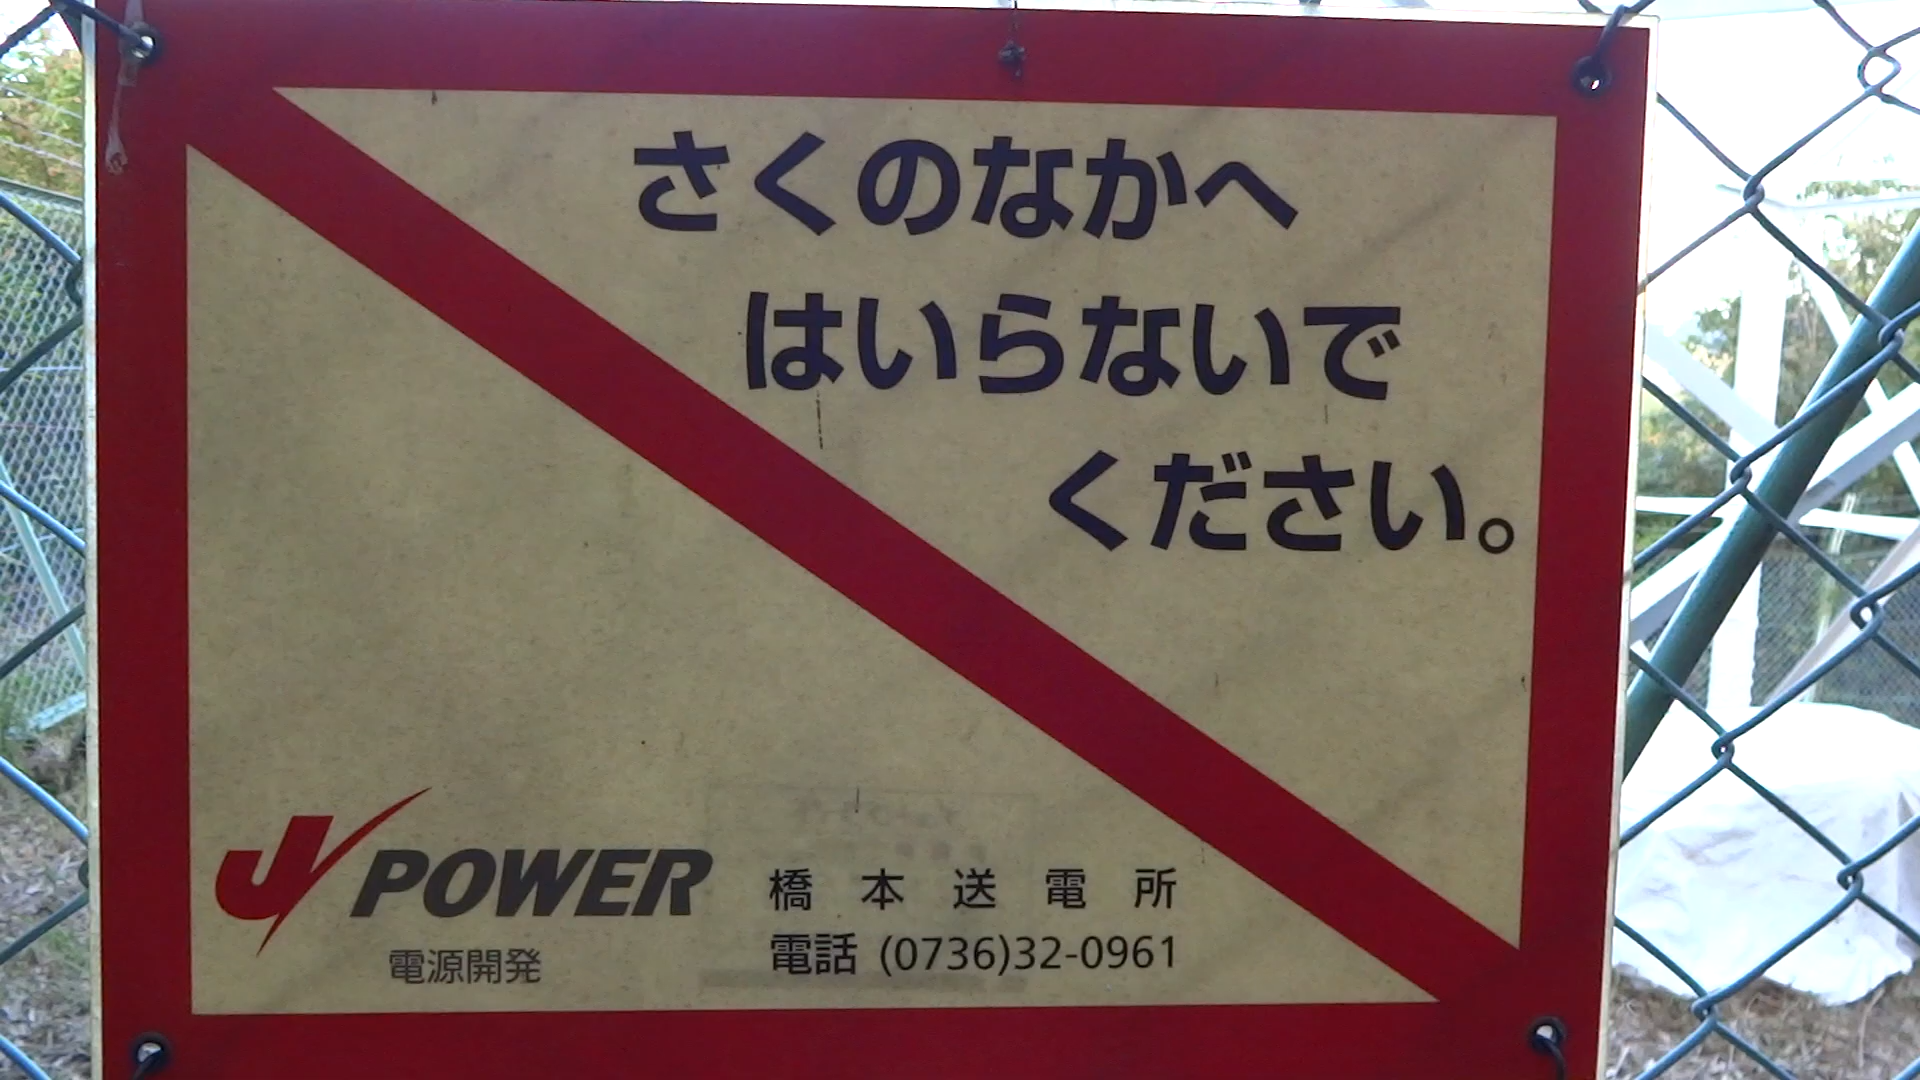 さくのなかへ
はいらないで
ください。
J POWER
電源開発
橋本送電所
電話 (0736)32-0961